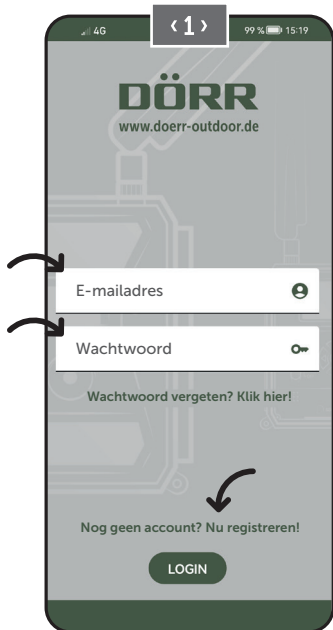 4G
‹1›
99 % 15:19
DÖRR
www.doerr-outdoor.de
E-mailadres
Wachtwoord
Wachtwoord vergeten? Klik hier!
Nog geen account? Nu registreren!
LOGIN